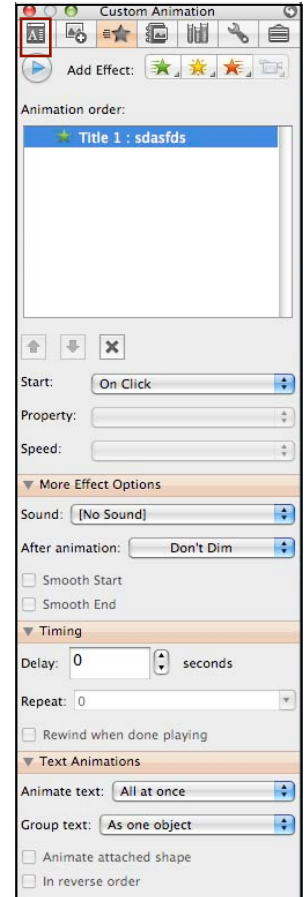 Custom Animation
A
Add Effect:
Animation order:
Title 1 : sdasfds
Start: On Click
Property:
Speed:
More Effect Options
Sound: [No Sound]
After animation: Don't Dim
Smooth Start
Smooth End
Timing
Delay: 0 seconds
Repeat: 0
Rewind when done playing
Text Animations
Animate text: All at once
Group text: As one object
Animate attached shape
In reverse order